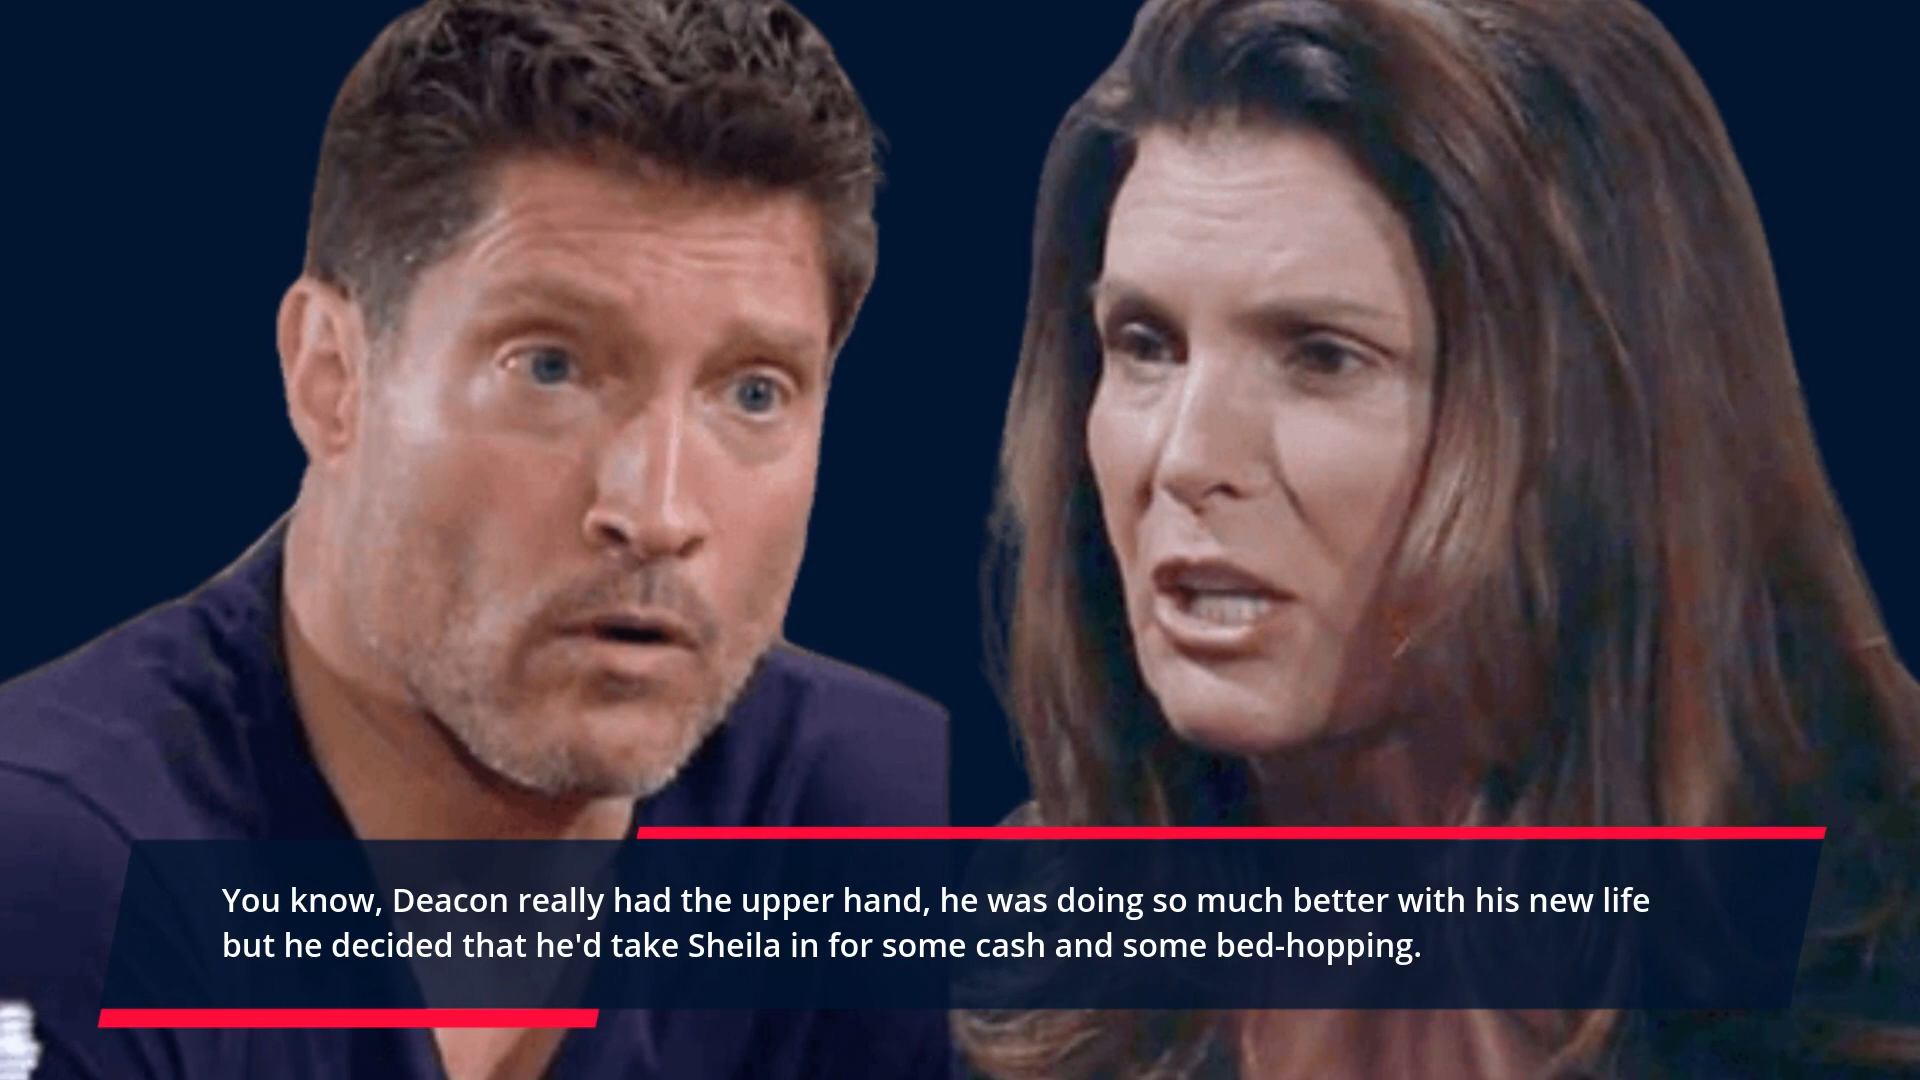 You know, Deacon really had the upper hand, he was doing so much better with his new life
but he decided that he'd take Sheila in for some cash and some bed-hopping.